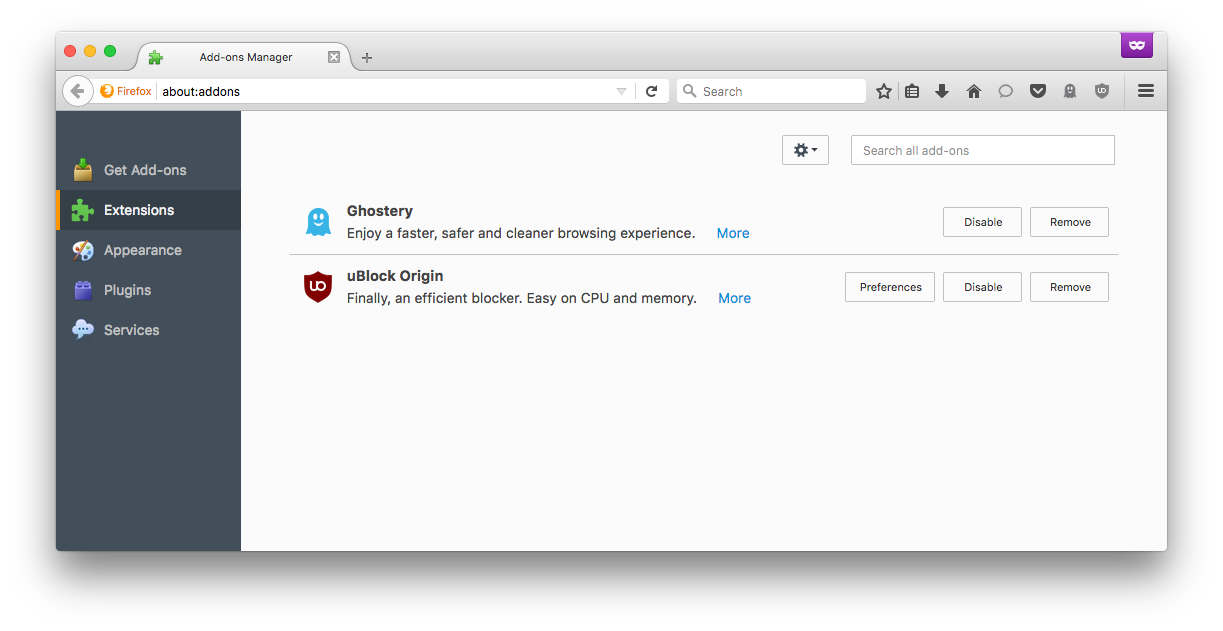 Add-ons Manager
Firefox about:addons Search
Get Add-ons
Extensions
Appearance
Plugins
Services
Search all add-ons
Ghostery
Enjoy a faster, safer and cleaner browsing experience. More
Disable Remove
uBlock Origin
Finally, an efficient blocker. Easy on CPU and memory. More
Preferences Disable Remove